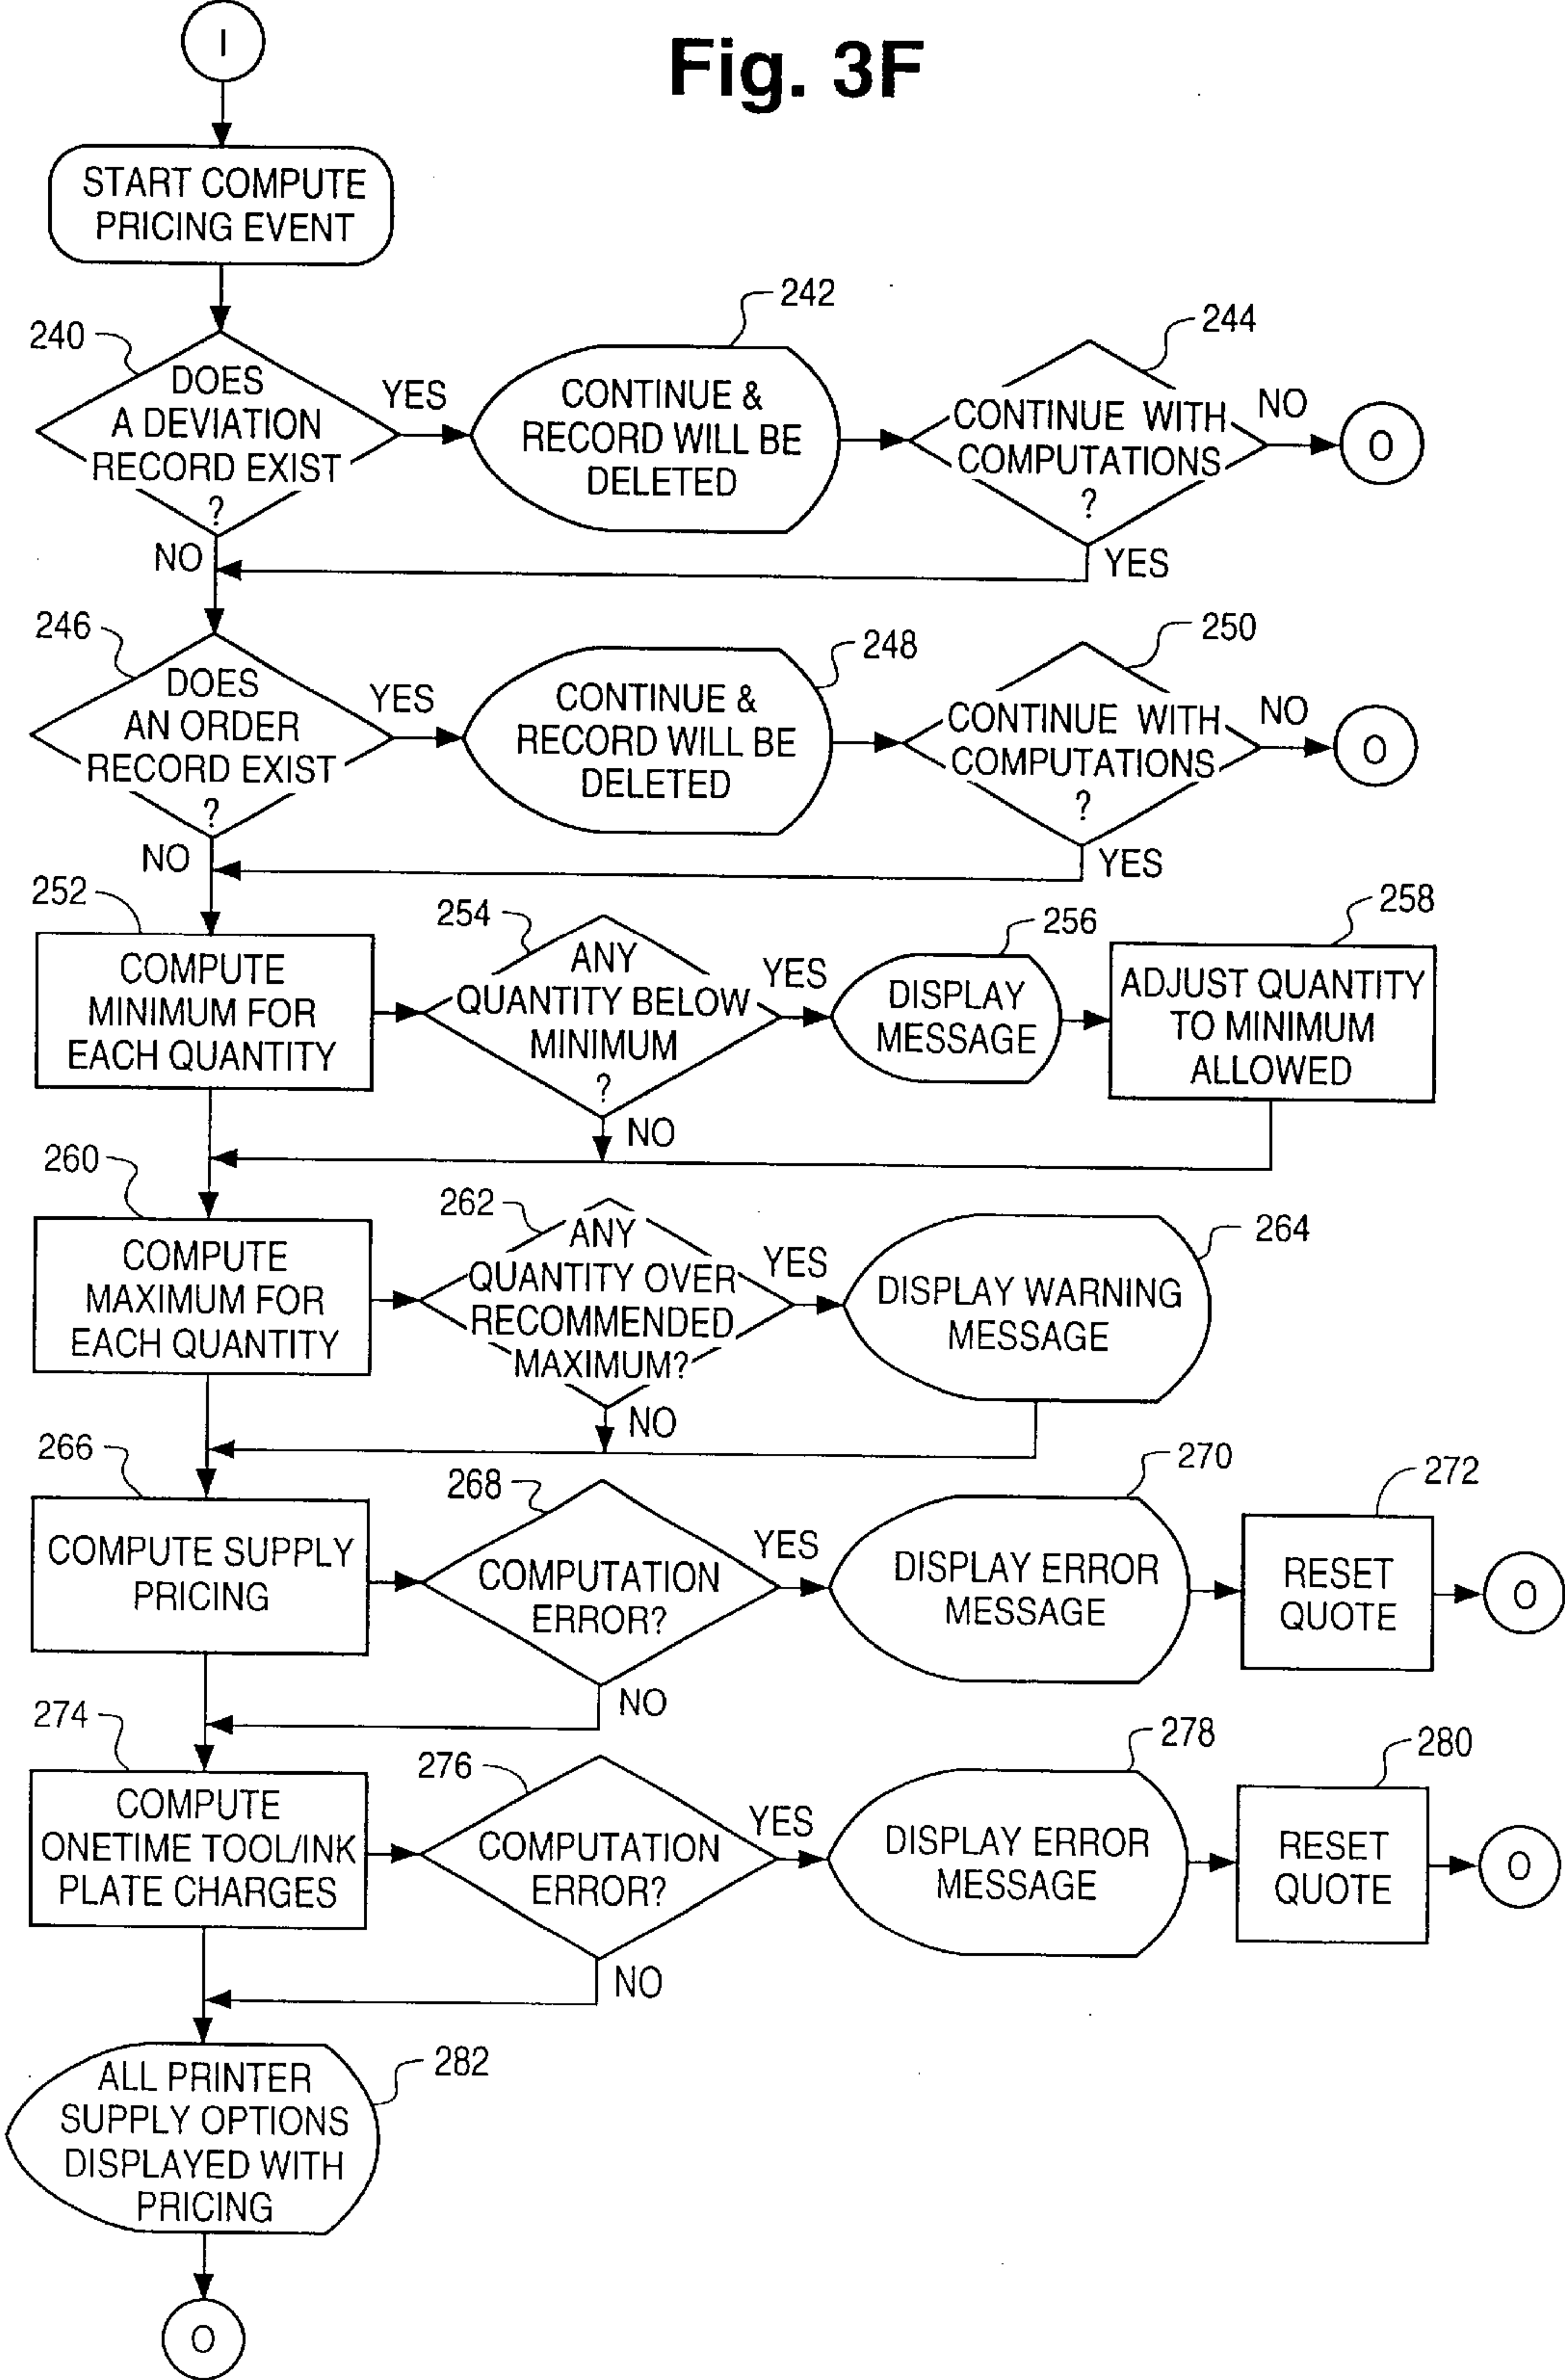 I
Fig. 3F
START COMPUTE
PRICING EVENT
240
DOES
A DEVIATION
RECORD EXIST
?
YES
242
CONTINUE &
RECORD WILL BE
DELETED
244
CONTINUE WITH
COMPUTATIONS
?
NO
O
NO
YES
246
DOES
AN ORDER
RECORD EXIST
?
YES
248
CONTINUE &
RECORD WILL BE
DELETED
250
CONTINUE WITH
COMPUTATIONS
?
NO
O
NO
YES
252
COMPUTE
MINIMUM FOR
EACH QUANTITY
254
ANY
QUANTITY BELOW
MINIMUM
?
YES
256
DISPLAY
MESSAGE
258
ADJUST QUANTITY
TO MINIMUM
ALLOWED
NO
260
COMPUTE
MAXIMUM FOR
EACH QUANTITY
262
ANY
QUANTITY OVER
RECOMMENDED
MAXIMUM?
YES
264
DISPLAY WARNING
MESSAGE
NO
266
COMPUTE SUPPLY
PRICING
268
COMPUTATION
ERROR?
YES
270
DISPLAY ERROR
MESSAGE
272
RESET
QUOTE
O
NO
274
COMPUTE
ONETIME TOOL/INK
PLATE CHARGES
276
COMPUTATION
ERROR?
YES
278
DISPLAY ERROR
MESSAGE
280
RESET
QUOTE
O
NO
282
ALL PRINTER
SUPPLY OPTIONS
DISPLAYED WITH
PRICING
O